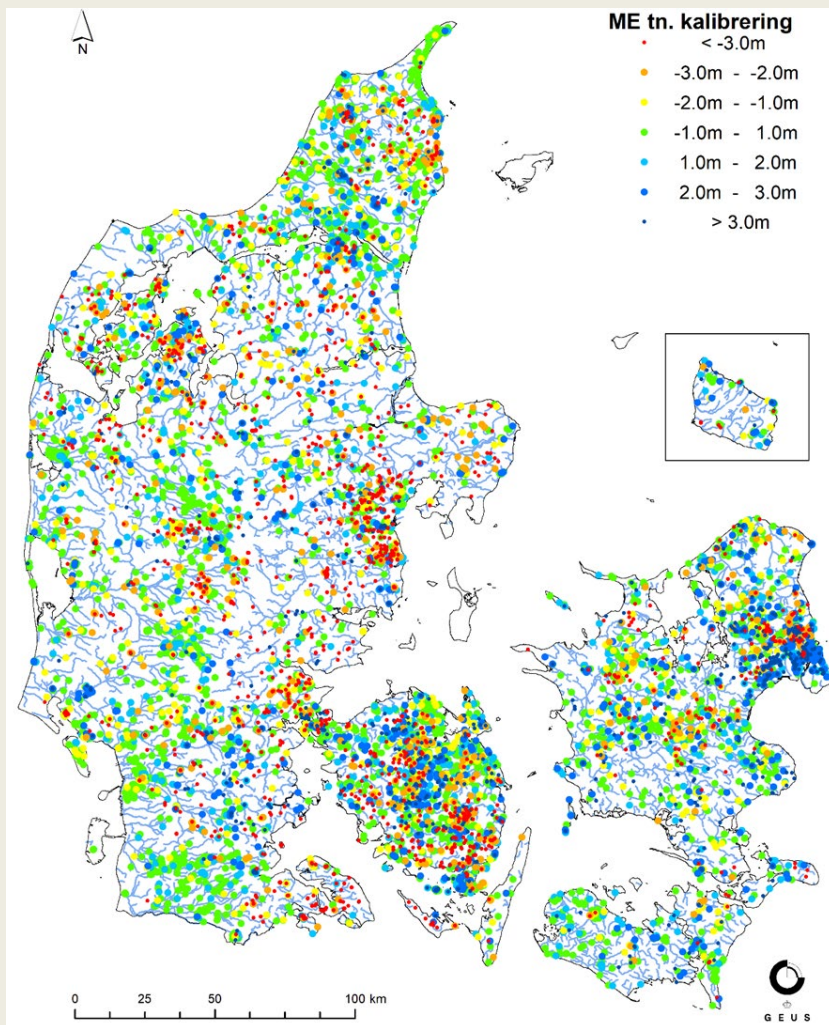 ME tn. kalibrering
< -3.0m
-3.0m - -2.0m
-2.0m - -1.0m
-1.0m - 1.0m
1.0m - 2.0m
2.0m - 3.0m
> 3.0m
N
0 25 50 100 km
G E U S